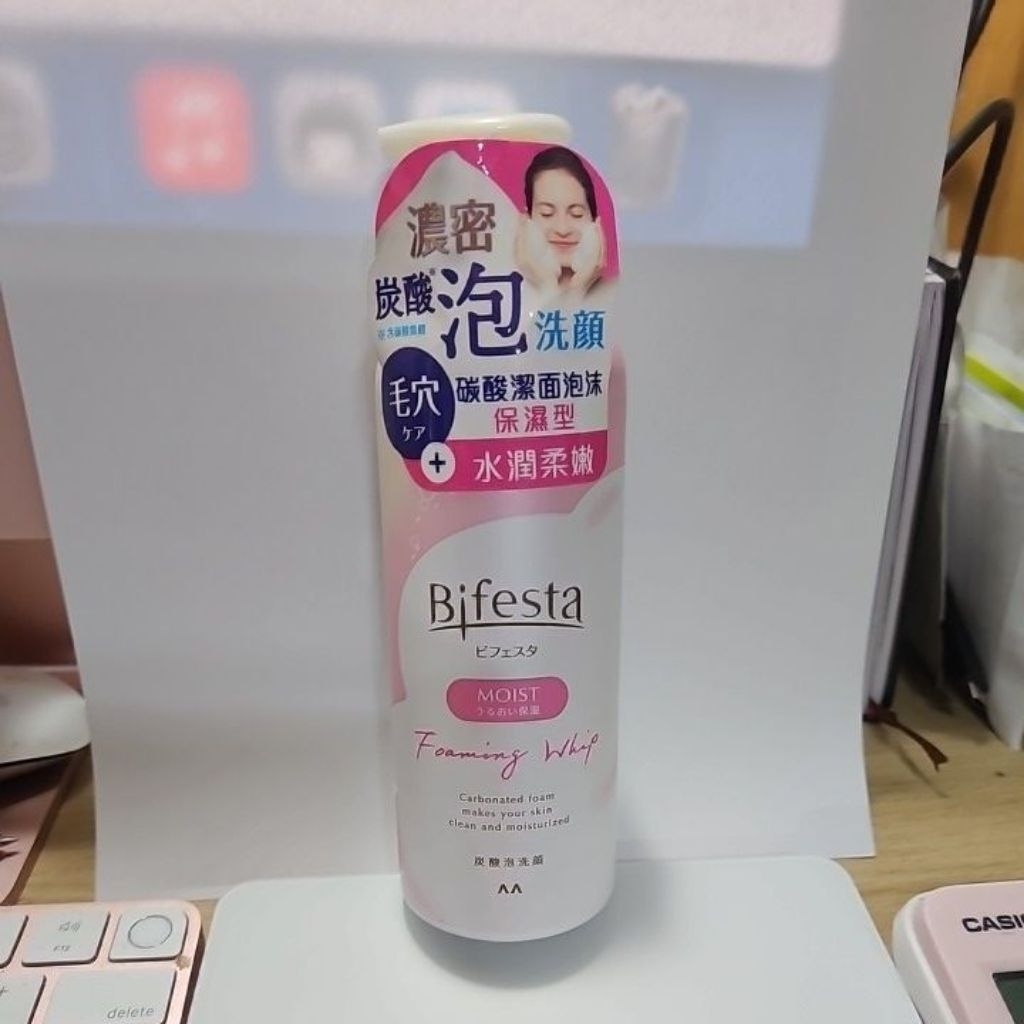 濃密
炭酸*泡洗顔
毛穴
ケア
碳酸潔面泡沫
保濕型
+
水潤柔嫩
Bifesta
ビフェスタ
MOIST
うるおい保湿
Foaming Whip
Carbonated foam
makes your skin
clean and moisturized
炭酸泡洗顔
F12
delete